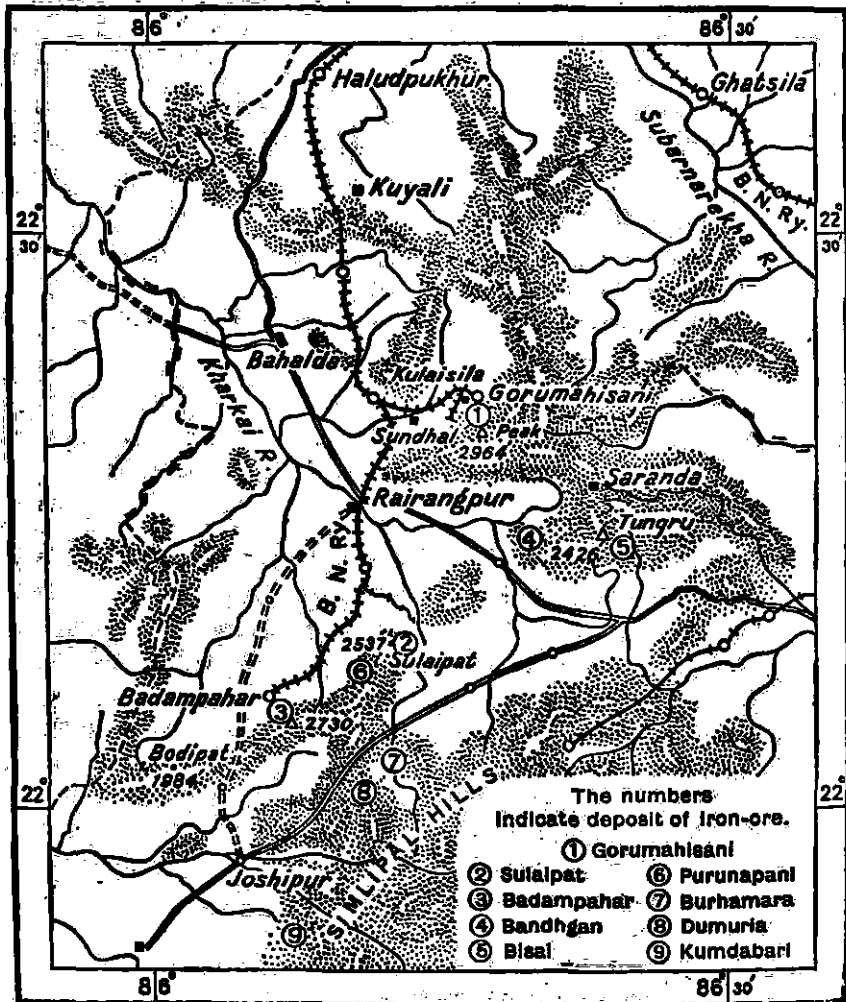 86° 86° 30'
Haludpukhur
Ghatsila
Subarnarekha R.
B. N. Ry.
Kuyali
22° 30' 22° 30'
Bahalda
Kharkai R.
Kulaisila
Gorumahisani
①
Sundhal
Peak
2964
Saranda
Rairangpur
Tungru
④ 2426 ⑤
B. N. Ry.
2537 ②
Sulaipat
⑥
Badampahar
③ 2730
Bodipat
1984
⑦
⑧
SIMLIPAL HILLS
22° 22°
Joshipur
⑨
The numbers
indicate deposit of iron-ore.
① Gorumahisani
② Sulaipat ⑥ Purunapani
③ Badampahar ⑦ Burhamara
④ Bandhgan ⑧ Dumuria
⑤ Bisai ⑨ Kumdabari
86° 86° 30'